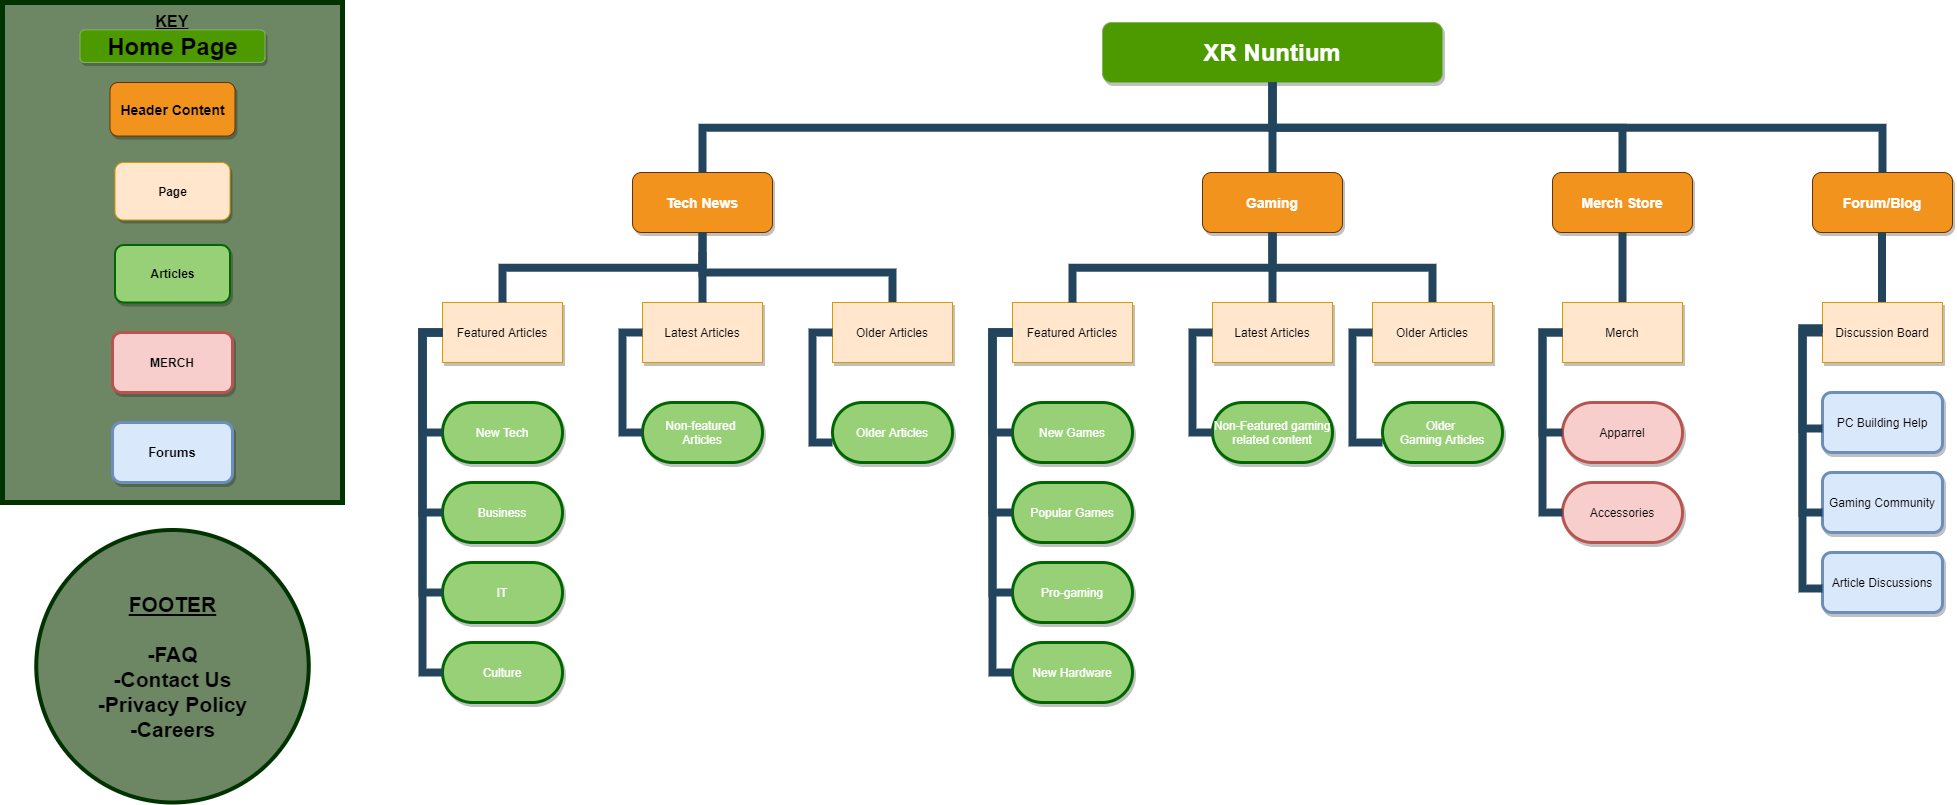 KEY
Home Page
Header Content
Page
Articles
MERCH
Forums
FOOTER
-FAQ
-Contact Us
-Privacy Policy
-Careers
XR Nuntium
Tech News
Gaming
Merch Store
Forum/Blog
Featured Articles
Latest Articles
Older Articles
Featured Articles
Latest Articles
Older Articles
Merch
Discussion Board
New Tech
Business
IT
Culture
Non-featured
Articles
Older Articles
New Games
Popular Games
Pro-gaming
New Hardware
Non-Featured gaming
related content
Older
Gaming Articles
Apparrel
Accessories
PC Building Help
Gaming Community
Article Discussions